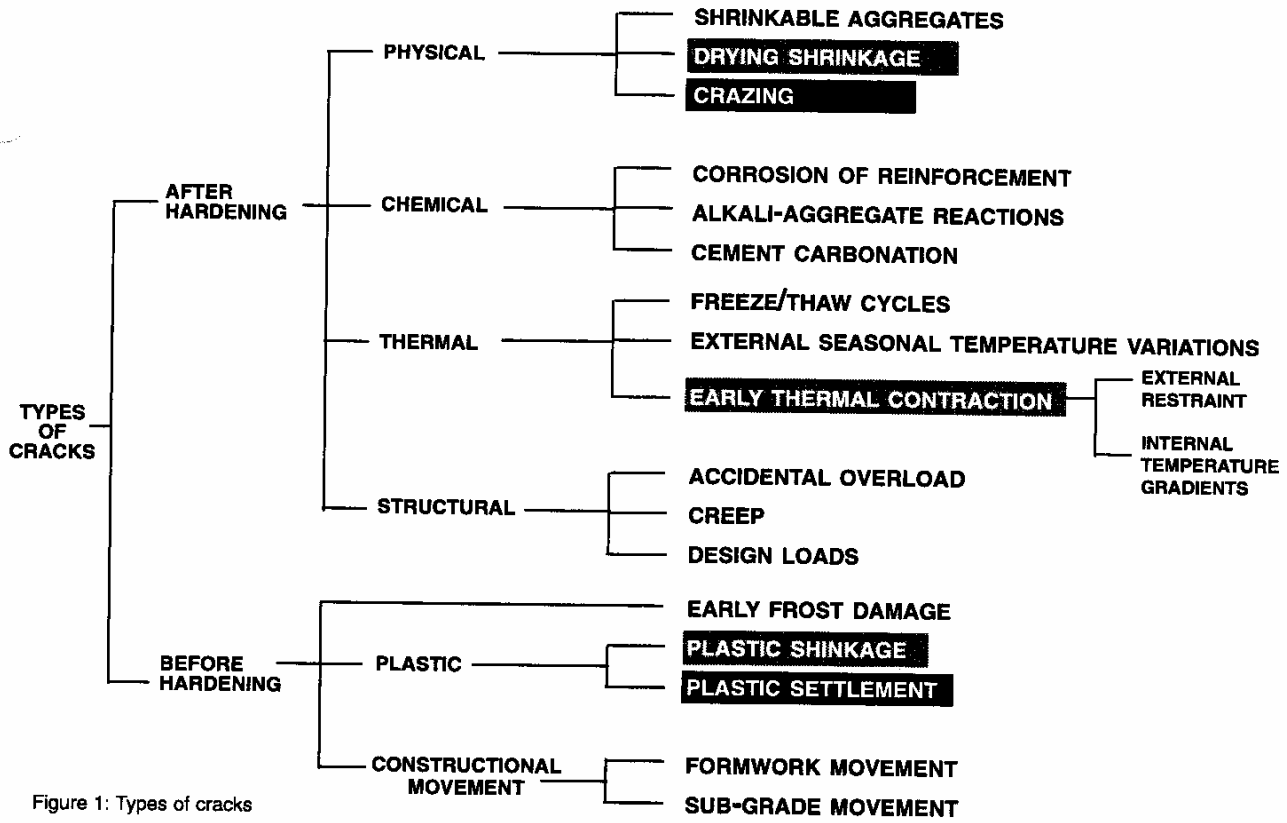 SHRINKABLE AGGREGATES
PHYSICAL
DRYING SHRINKAGE
CRAZING
AFTER
HARDENING
CHEMICAL
CORROSION OF REINFORCEMENT
ALKALI-AGGREGATE REACTIONS
CEMENT CARBONATION
FREEZE/THAW CYCLES
THERMAL
EXTERNAL SEASONAL TEMPERATURE VARIATIONS
EARLY THERMAL CONTRACTION
EXTERNAL
RESTRAINT
INTERNAL
TEMPERATURE
GRADIENTS
TYPES
OF
CRACKS
ACCIDENTAL OVERLOAD
STRUCTURAL
CREEP
DESIGN LOADS
EARLY FROST DAMAGE
BEFORE
HARDENING
PLASTIC
PLASTIC SHINKAGE
PLASTIC SETTLEMENT
CONSTRUCTIONAL
MOVEMENT
FORMWORK MOVEMENT
SUB-GRADE MOVEMENT
Figure 1: Types of cracks